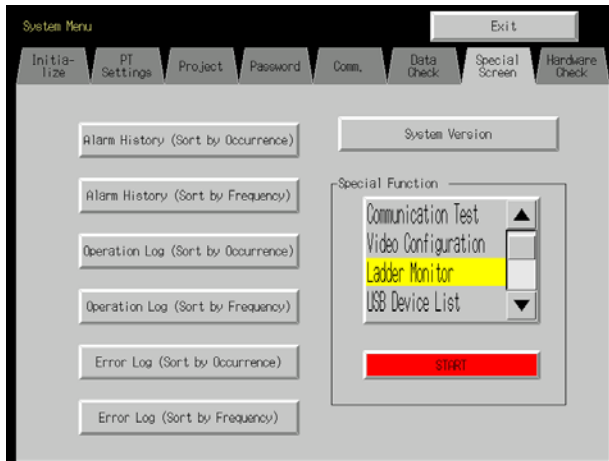 System Menu
Exit
Initia-
lize
PT
Settings
Project
Password
Comm.
Data
Check
Special
Screen
Hardware
Check
Alarm History (Sort by Occurrence)
Alarm History (Sort by Frequency)
Operation Log (Sort by Occurrence)
Operation Log (Sort by Frequency)
Error Log (Sort by Occurrence)
Error Log (Sort by Frequency)
System Version
Special Function
Communication Test
Video Configuration
Ladder Monitor
USB Device List
START